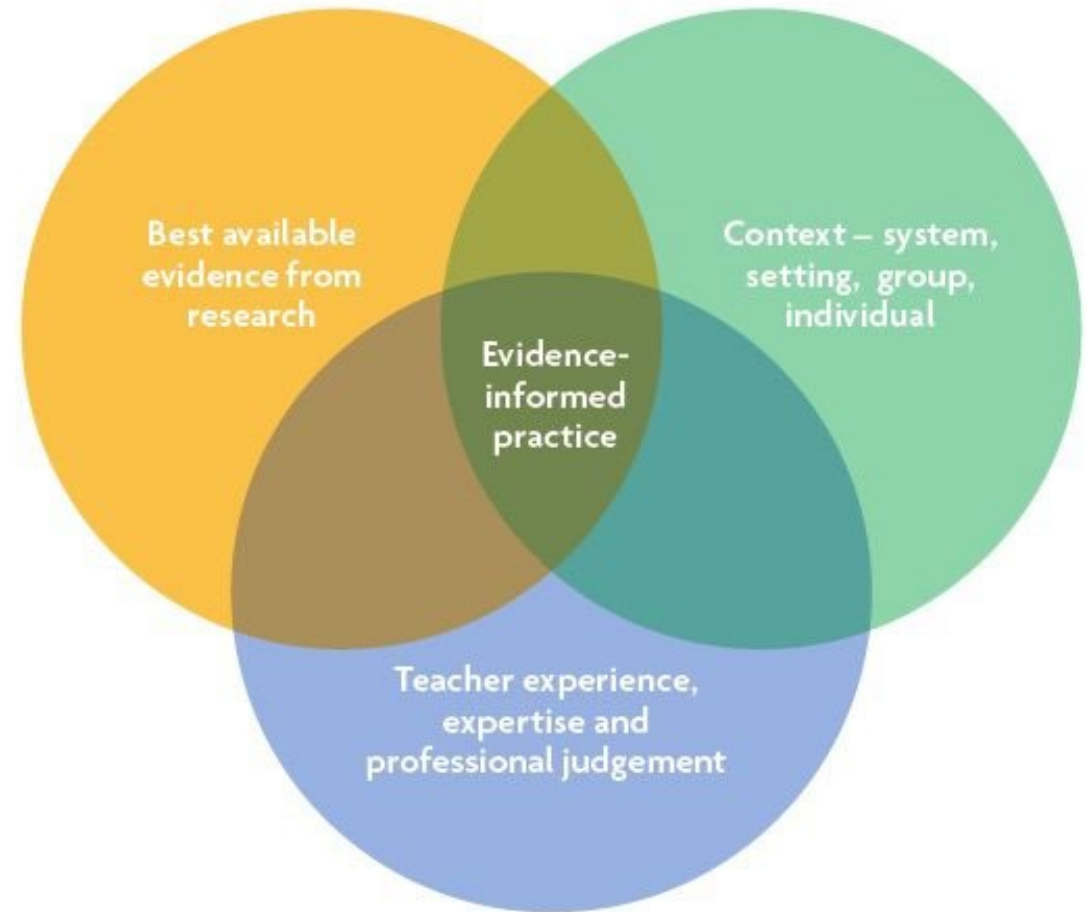 Best available
evidence from
research
Context – system,
setting, group,
individual
Evidence-
informed
practice
Teacher experience,
expertise and
professional judgement